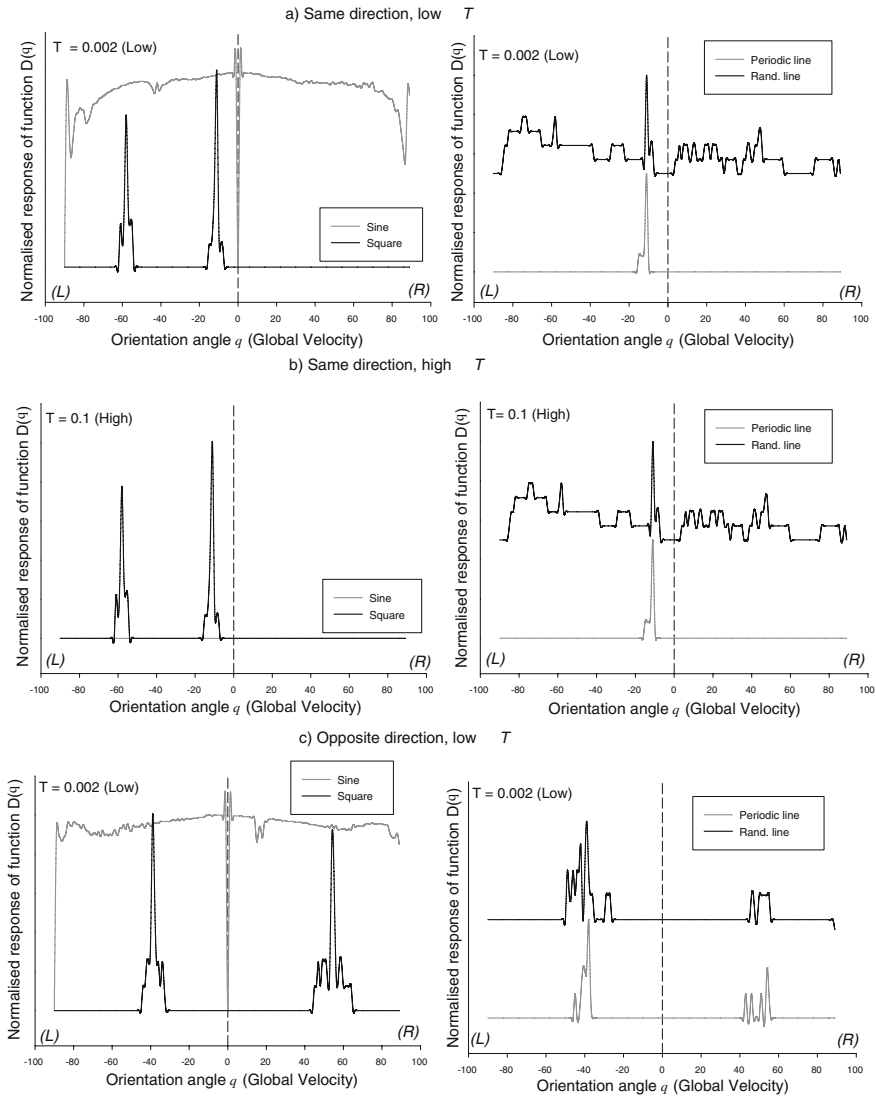 a) Same direction, low T
T = 0.002 (Low)
Normalised response of function D(q)
Sine
Square
(L)
(R)
-100 -80 -60 -40 -20 0 20 40 60 80 100
Orientation angle q (Global Velocity)
T = 0.002 (Low)
Normalised response of function D(q)
Periodic line
Rand. line
(L)
(R)
-100 -80 -60 -40 -20 0 20 40 60 80 100
Orientation angle q (Global Velocity)
b) Same direction, high T
T = 0.1 (High)
Normalised response of function D(q)
Sine
Square
(L)
(R)
-100 -80 -60 -40 -20 0 20 40 60 80 100
Orientation angle q (Global Velocity)
T= 0.1 (High)
Normalised response of function D(q)
Periodic line
Rand. line
(L)
(R)
-100 -80 -60 -40 -20 0 20 40 60 80 100
Orientation angle q (Global Velocity)
c) Opposite direction, low T
T = 0.002 (Low)
Normalised response of function D(q)
Sine
Square
(L)
(R)
-100 -80 -60 -40 -20 0 20 40 60 80 100
Orientation angle q (Global Velocity)
T = 0.002 (Low)
Normalised response of function D(q)
Periodic line
Rand. line
(L)
(R)
-100 -80 -60 -40 -20 0 20 40 60 80 100
Orientation angle q (Global Velocity)